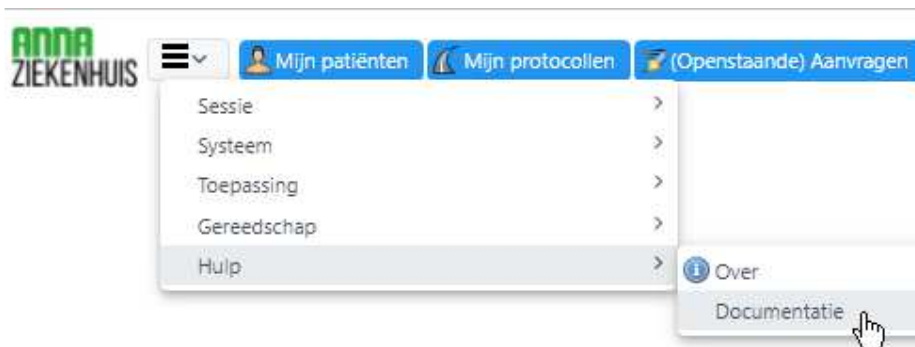 ANNA
ZIEKENHUIS
Mijn patiënten
Mijn protocollen
(Openstaande) Aanvragen
Sessie
Systeem
Toepassing
Gereedschap
Hulp
Over
Documentatie